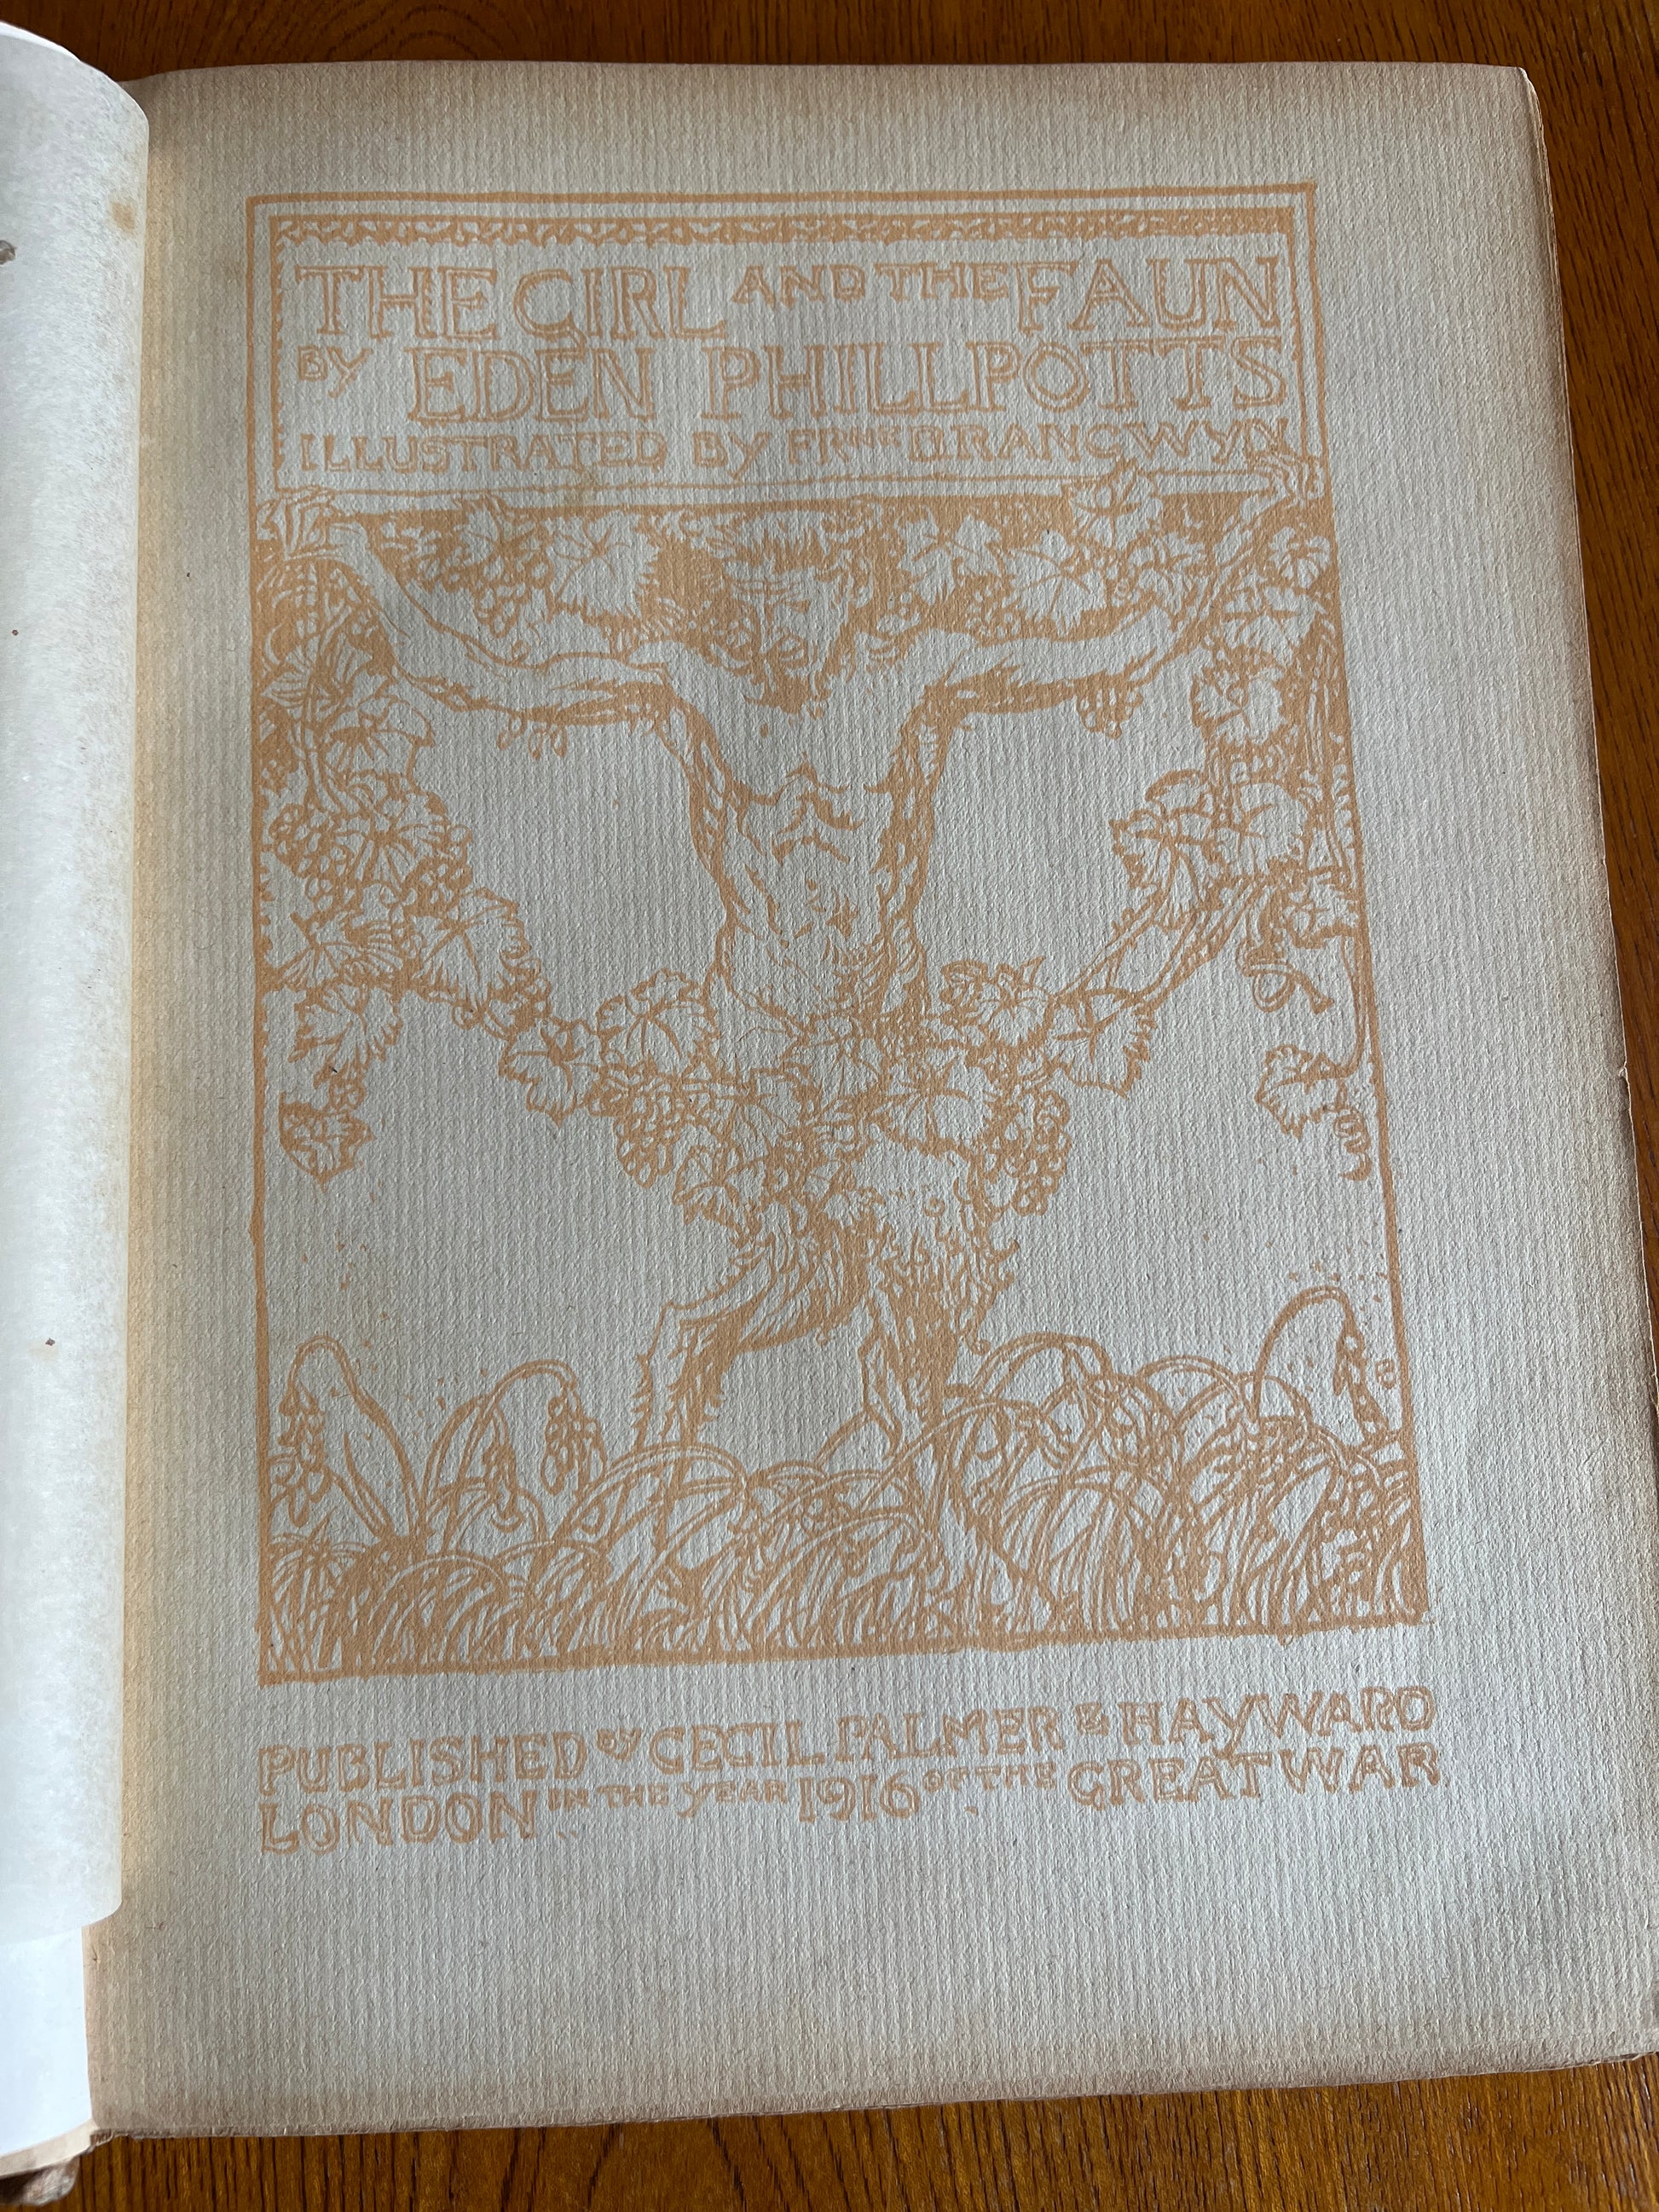 THE GIRL AND THE FAUN
BY EDEN PHILLPOTTS
ILLUSTRATED BY FRNK BRANGWYN
PUBLISHED BY CECIL PALMER & HAYWARD
LONDON IN THE YEAR 1916 OF THE GREAT WAR.